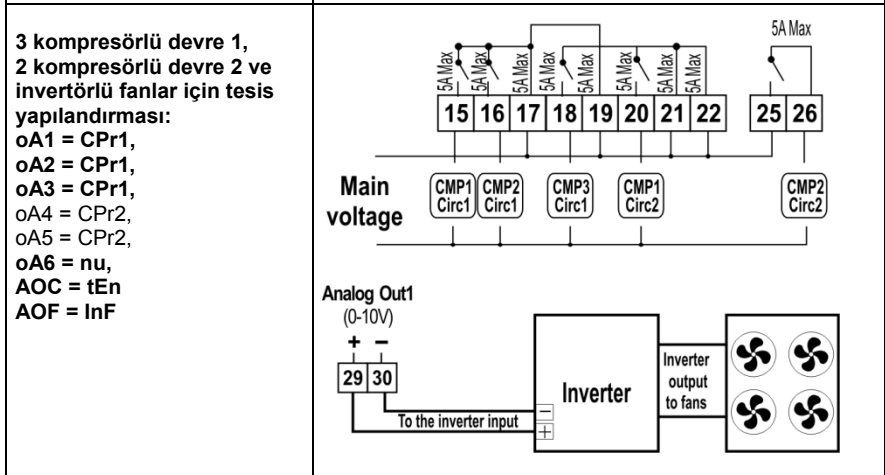 3 kompresörlü devre 1,
2 kompresörlü devre 2 ve
invertörlü fanlar için tesis
yapılandırması:
oA1 = CPr1,
oA2 = CPr1,
oA3 = CPr1,
oA4 = CPr2,
oA5 = CPr2,
oA6 = nu,
AOC = tEn
AOF = InF
5A Max
5A Max
5A Max
5A Max
5A Max
5A Max
5A Max
5A Max
15 16 17 18 19 20 21 22 25 26
Main
voltage
CMP1
Circ1
CMP2
Circ1
CMP3
Circ1
CMP1
Circ2
CMP2
Circ2
Analog Out1
(0-10V)
+ −
29 30
To the inverter input
−
+
Inverter
Inverter
output
to fans